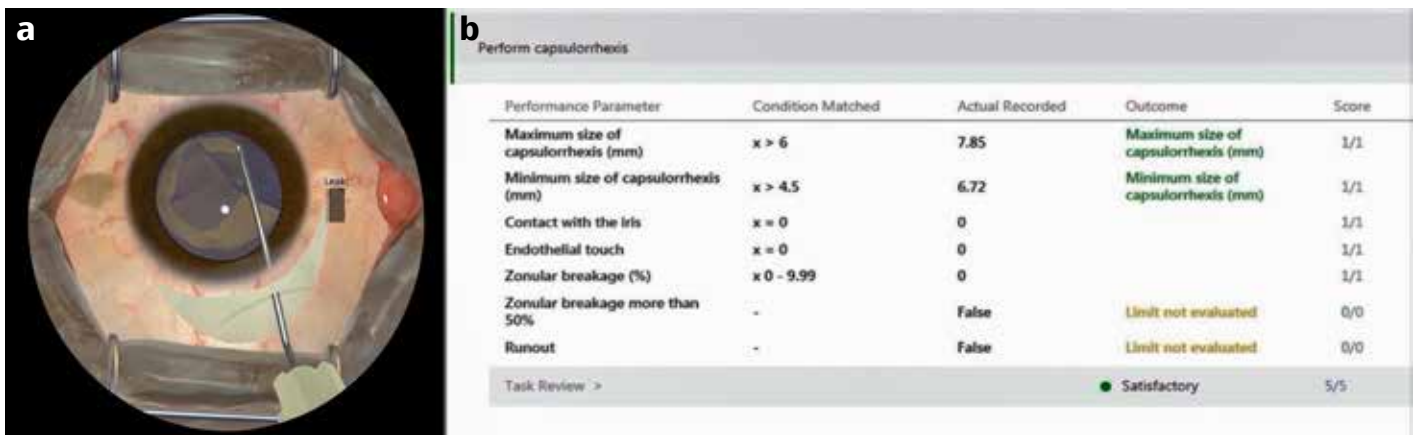 a
Leak
b
Perform capsulorrhexis
Performance Parameter Condition Matched Actual Recorded Outcome Score
Maximum size of
capsulorrhexis (mm) x > 6 7.85 Maximum size of
capsulorrhexis (mm) 1/1
Minimum size of capsulorrhexis
(mm) x > 4.5 6.72 Minimum size of
capsulorrhexis (mm) 1/1
Contact with the iris x = 0 0 1/1
Endothelial touch x = 0 0 1/1
Zonular breakage (%) x 0 - 9.99 0 1/1
Zonular breakage more than
50% - False Limit not evaluated 0/0
Runout - False Limit not evaluated 0/0
Task Review > Satisfactory 5/5